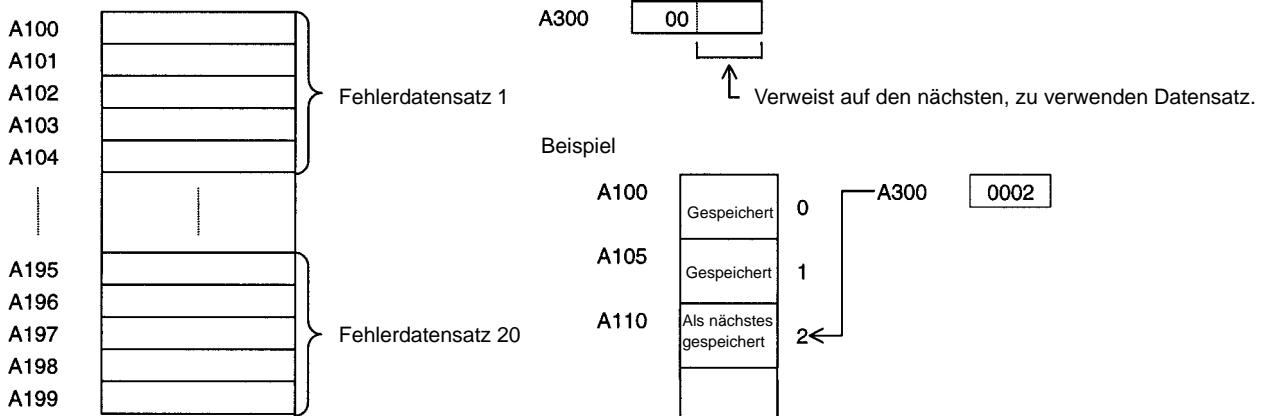 A100
A101
A102
A103
A104
Fehlerdatensatz 1
A195
A196
A197
A198
A199
Fehlerdatensatz 20
A300 00
Verweist auf den nächsten, zu verwenden Datensatz.
Beispiel
A100 Gespeichert 0
A300 0002
A105 Gespeichert 1
A110 Als nächstes
gespeichert 2